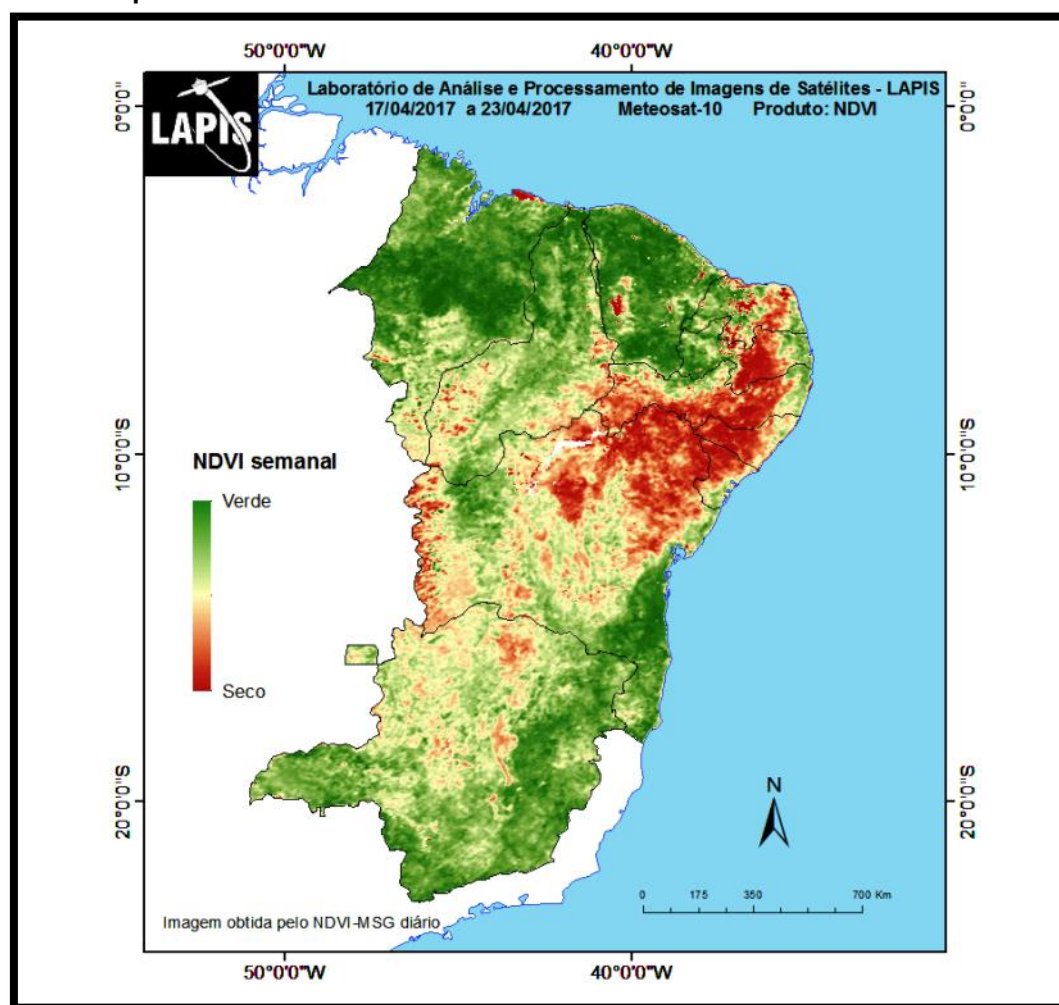 50°0'0"W 40°0'0"W
LAPIS
Laboratório de Análise e Processamento de Imagens de Satélites - LAPIS
17/04/2017 a 23/04/2017 Meteosat-10 Produto: NDVI
0°0'0" 0°0'0"
10°0'0"S 10°0'0"S
NDVI semanal
Verde
Seco
20°0'0"S 20°0'0"S
N
0 175 350 700 Km
Imagem obtida pelo NDVI-MSG diário
50°0'0"W 40°0'0"W